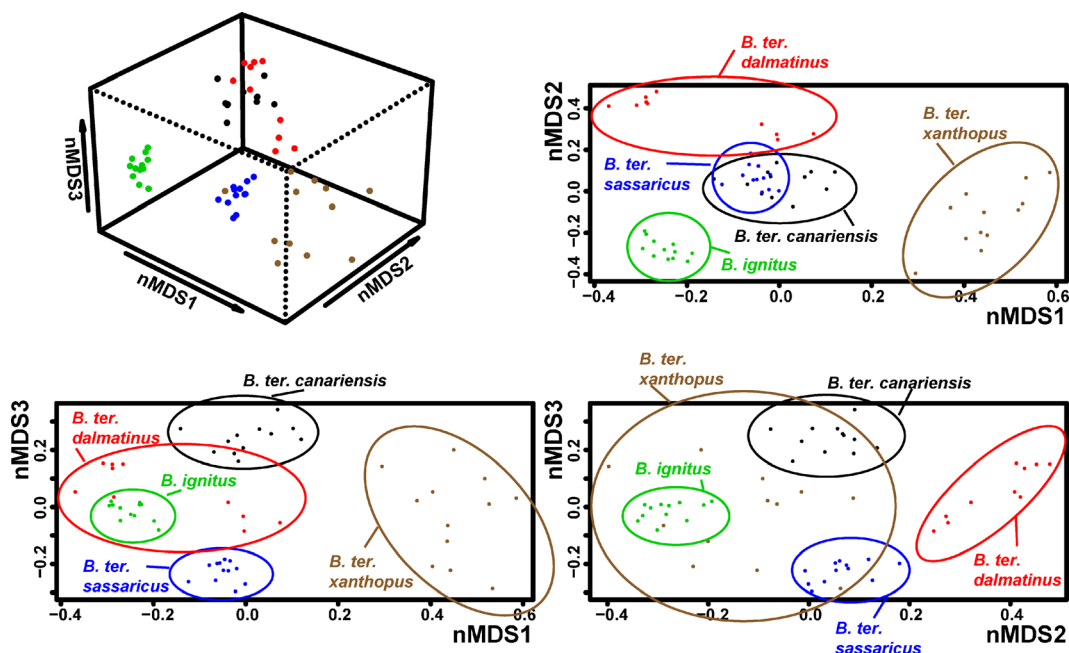 nMDS3
nMDS1
nMDS2
B. ter.
dalmatinus
B. ter.
xanthopus
B. ter.
sassaricus
B. ter. canariensis
B. ignitus
nMDS2
0.4
0.2
0.0
−0.2
−0.4
−0.4
−0.2
0.0
0.2
0.4
0.6
nMDS1
B. ter. canariensis
B. ter.
dalmatinus
B. ignitus
B. ter.
sassaricus
B. ter.
xanthopus
nMDS3
0.2
0.0
−0.2
−0.4
−0.2
0.0
0.2
0.4
0.6
nMDS1
B. ter.
xanthopus
B. ter. canariensis
B. ignitus
B. ter.
dalmatinus
B. ter.
sassaricus
nMDS3
0.2
0.0
−0.2
−0.4
−0.2
0.0
0.2
0.4
nMDS2